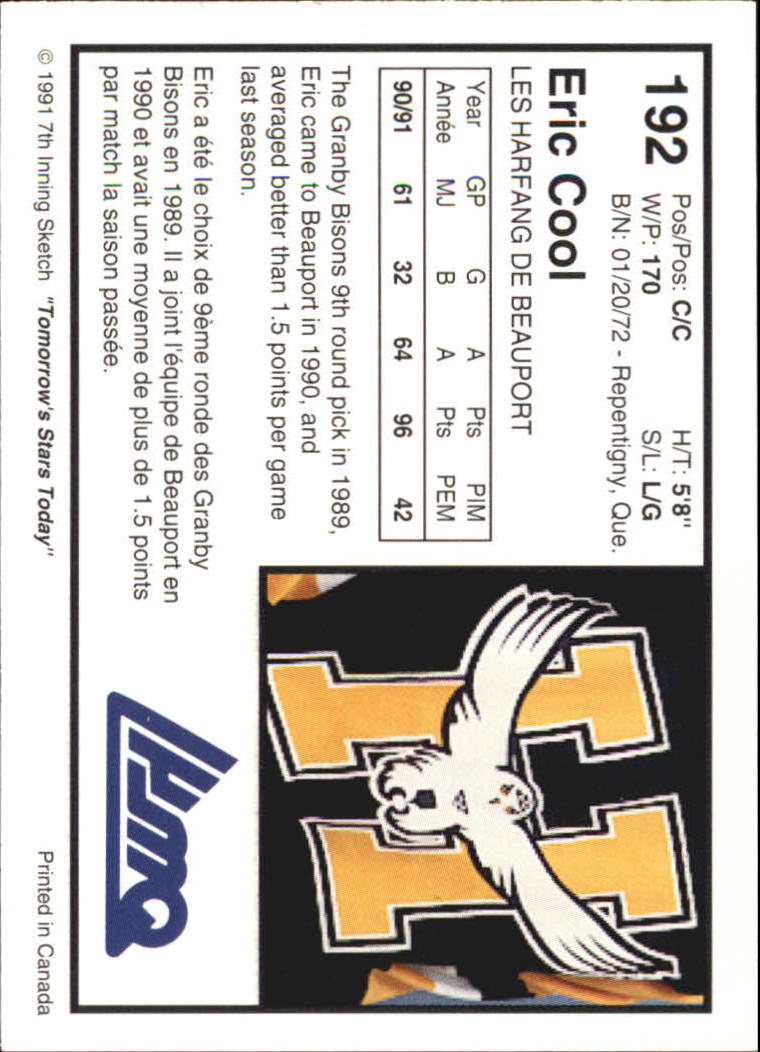 192
Pos/Pos: C/C H/T: 5'8"
W/P: 170 S/L: L/G
B/N: 01/20/72 - Repentigny, Que.
Eric Cool
LES HARFANG DE BEAUPORT
Year GP G A Pts PIM
Année MJ B A Pts PEM
90/91 61 32 64 96 42
The Granby Bisons 9th round pick in 1989,
Eric came to Beauport in 1990, and
averaged better than 1.5 points per game
last season.
Eric a été le choix de 9ème ronde des Granby
Bisons en 1989. Il a joint l'équipe de Beauport en
1990 et avait une moyenne de plus de 1.5 points
par match la saison passée.
H
LHJMQ
© 1991 7th Inning Sketch "Tomorrow's Stars Today" Printed in Canada